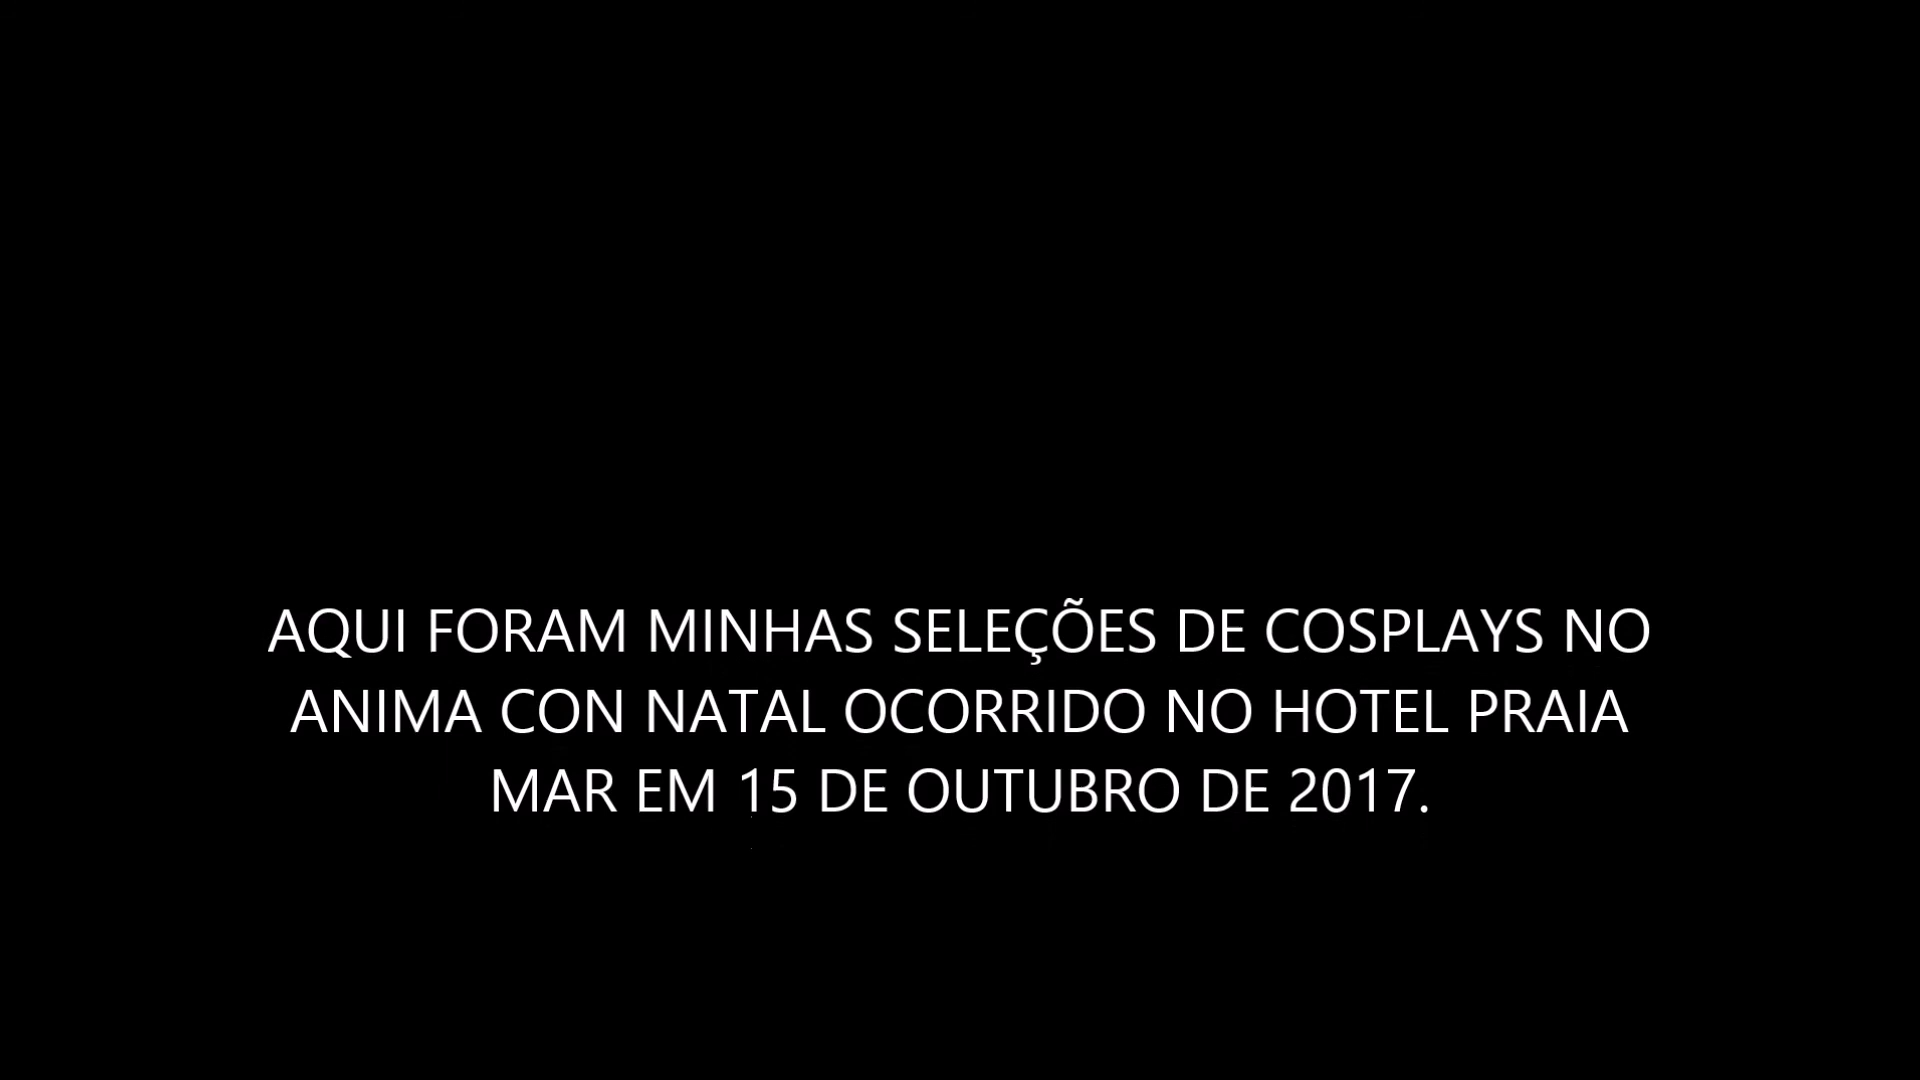 AQUI FORAM MINHAS SELEÇÕES DE COSPLAYS NO
ANIMA CON NATAL OCORRIDO NO HOTEL PRAIA
MAR EM 15 DE OUTUBRO DE 2017.